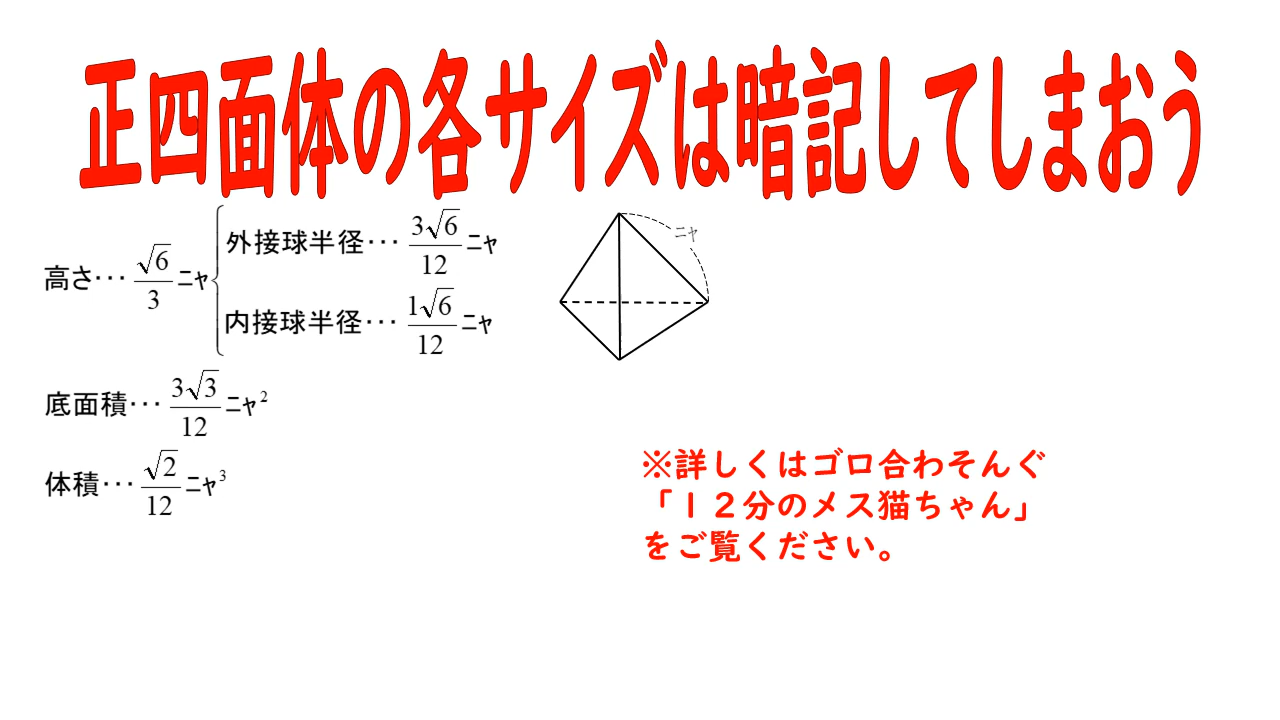 正四面体の各サイズは暗記してしまおう
高さ･･･ √6/3 ﾆｬ
外接球半径･･･ 3√6/12 ﾆｬ
内接球半径･･･ 1√6/12 ﾆｬ
ﾆｬ
底面積･･･ 3√3/12 ﾆｬ²
体積･･･ √2/12 ﾆｬ³
※詳しくはゴロ合わそんぐ
「１２分のメス猫ちゃん」
をご覧ください。